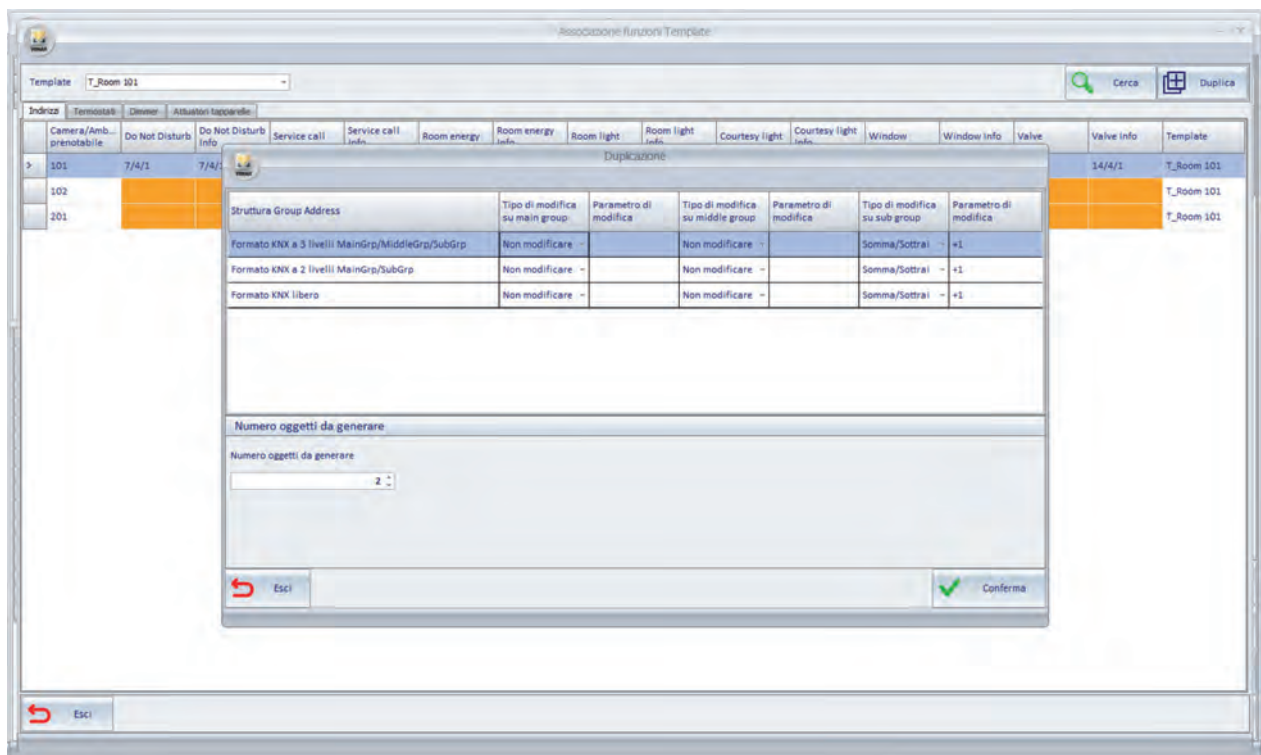 Associazione funzioni Template
Template T_Room 101 Cerca Duplica
Indirizzi Termostati Dimmer Attuatori tapparelle
Camera/Amb... prenotabile Do Not Disturb Do Not Disturb Info Service call Service call Info Room energy Room energy Info Room light Room light Info Courtesy light Courtesy light Info Window Window Info Valve Valve Info Template
101 7/4/1 7/4/ 14/4/1 T_Room 101
102 T_Room 101
201 T_Room 101
Duplicazione
Struttura Group Address Tipo di modifica su main group Parametro di modifica Tipo di modifica su middle group Parametro di modifica Tipo di modifica su sub group Parametro di modifica
Formato KNX a 3 livelli MainGrp/MiddleGrp/SubGrp Non modificare Non modificare Somma/Sottrai +1
Formato KNX a 2 livelli MainGrp/SubGrp Non modificare Non modificare Somma/Sottrai +1
Formato KNX libero Non modificare Non modificare Somma/Sottrai +1
Numero oggetti da generare
Numero oggetti da generare
2
Esci Conferma
Esci